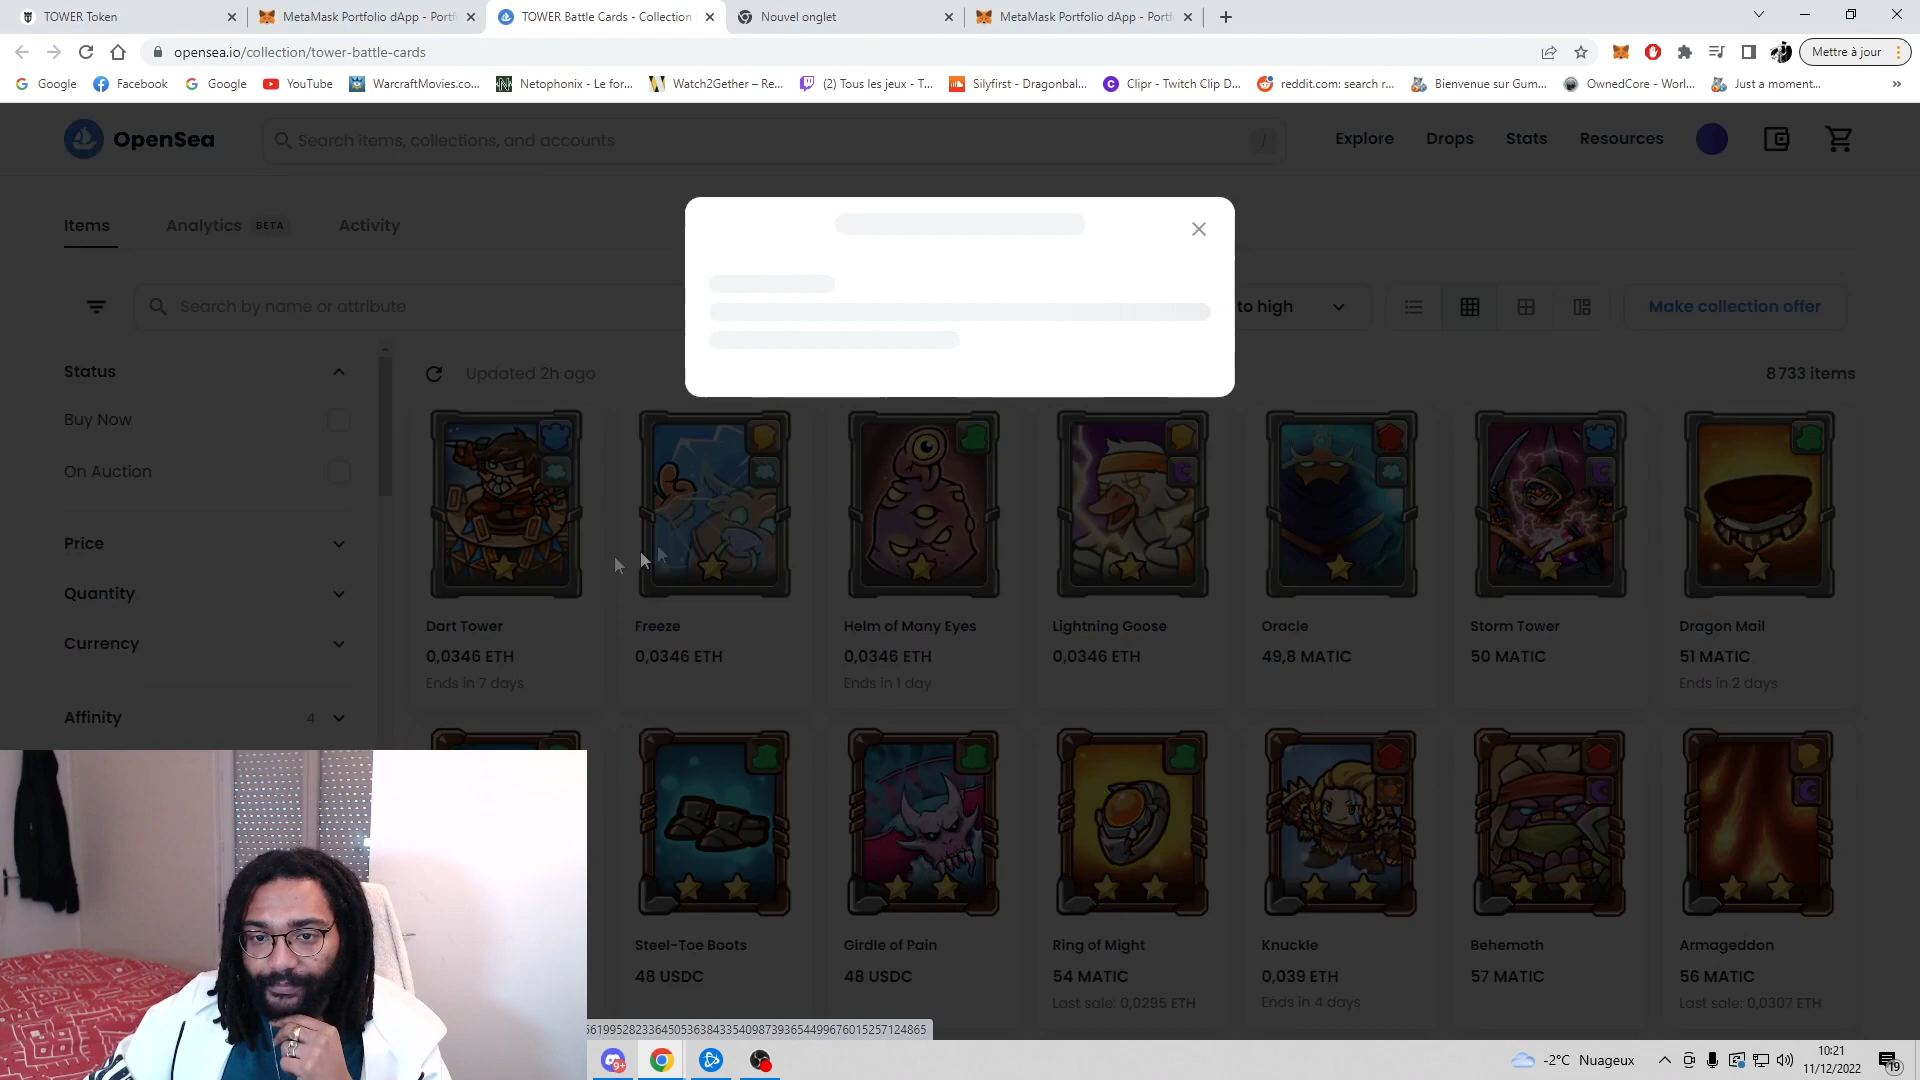 TOWER Token
MetaMask Portfolio dApp - Portf
TOWER Battle Cards - Collection
Nouvel onglet
MetaMask Portfolio dApp - Portf
opensea.io/collection/tower-battle-cards
Mettre à jour
Google
Facebook
Google
YouTube
WarcraftMovies.co...
Netophonix - Le for...
Watch2Gether – Re...
(2) Tous les jeux - T...
Silyfirst - Dragonbal...
Clipr - Twitch Clip D...
reddit.com: search r...
Bienvenue sur Gum...
OwnedCore - Worl...
Just a moment...
»
OpenSea
Search items, collections, and accounts
/
Explore
Drops
Stats
Resources
Items
Analytics BETA
Activity
Search by name or attribute
to high
Make collection offer
Status
Buy Now
On Auction
Price
Quantity
Currency
Affinity 4
Updated 2h ago
8 733 items
Dart Tower
0,0346 ETH
Ends in 7 days
Freeze
0,0346 ETH
Helm of Many Eyes
0,0346 ETH
Ends in 1 day
Lightning Goose
0,0346 ETH
Oracle
49,8 MATIC
Storm Tower
50 MATIC
Dragon Mail
51 MATIC
Ends in 2 days
Steel-Toe Boots
48 USDC
Girdle of Pain
48 USDC
Ring of Might
54 MATIC
Last sale: 0,0295 ETH
Knuckle
0,039 ETH
Ends in 4 days
Behemoth
57 MATIC
Armageddon
56 MATIC
Last sale: 0,0307 ETH
56199528233645053638433540987393654499676015257124865
9+
-2°C Nuageux
10:21
11/12/2022
19